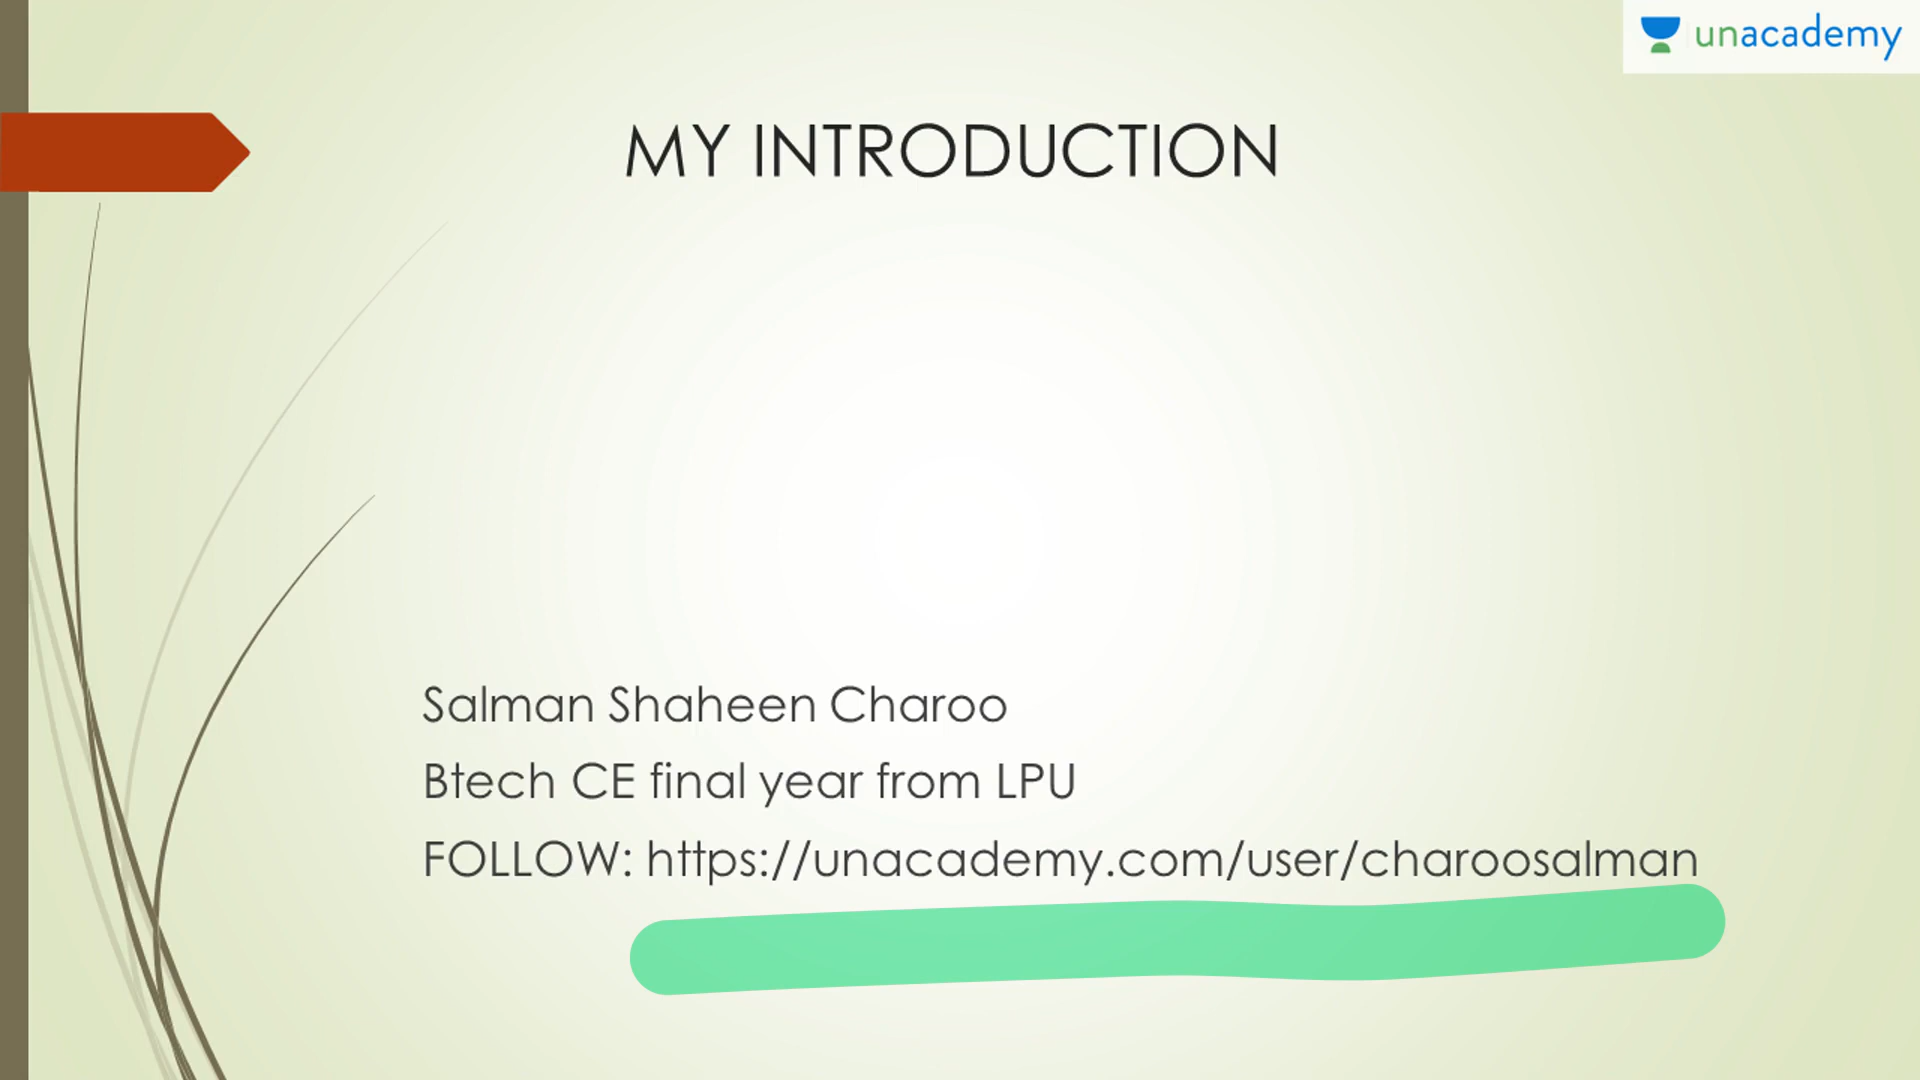 unacademy
MY INTRODUCTION
Salman Shaheen Charoo
Btech CE final year from LPU
FOLLOW: https://unacademy.com/user/charoosalman